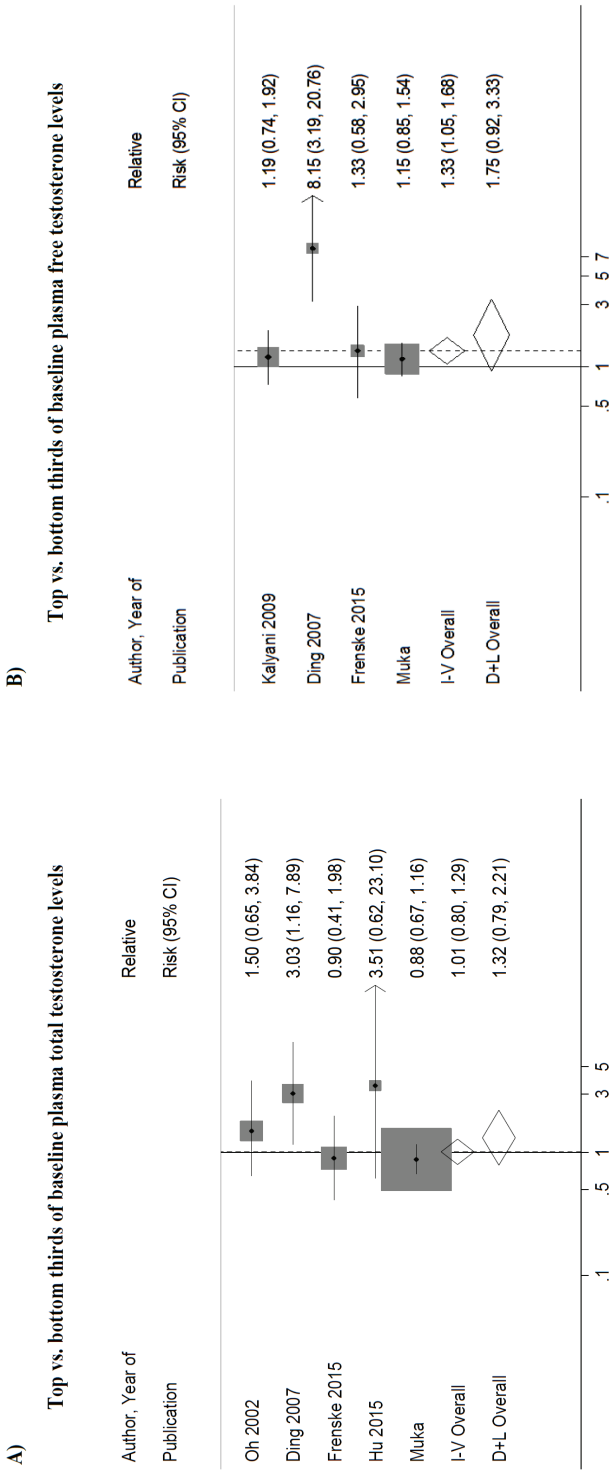 A)
Top vs. bottom thirds of baseline plasma total testosterone levels
Author, Year of Relative
Publication Risk (95% CI)
Oh 2002 1.50 (0.65, 3.84)
Ding 2007 3.03 (1.16, 7.89)
Frenske 2015 0.90 (0.41, 1.98)
Hu 2015 3.51 (0.62, 23.10)
Muka 0.88 (0.67, 1.16)
I-V Overall 1.01 (0.80, 1.29)
D+L Overall 1.32 (0.79, 2.21)
.1 .5 1 3 5
B)
Top vs. bottom thirds of baseline plasma free testosterone levels
Author, Year of Relative
Publication Risk (95% CI)
Kalyani 2009 1.19 (0.74, 1.92)
Ding 2007 8.15 (3.19, 20.76)
Frenske 2015 1.33 (0.58, 2.95)
Muka 1.15 (0.85, 1.54)
I-V Overall 1.33 (1.05, 1.68)
D+L Overall 1.75 (0.92, 3.33)
.1 .5 1 3 5 7